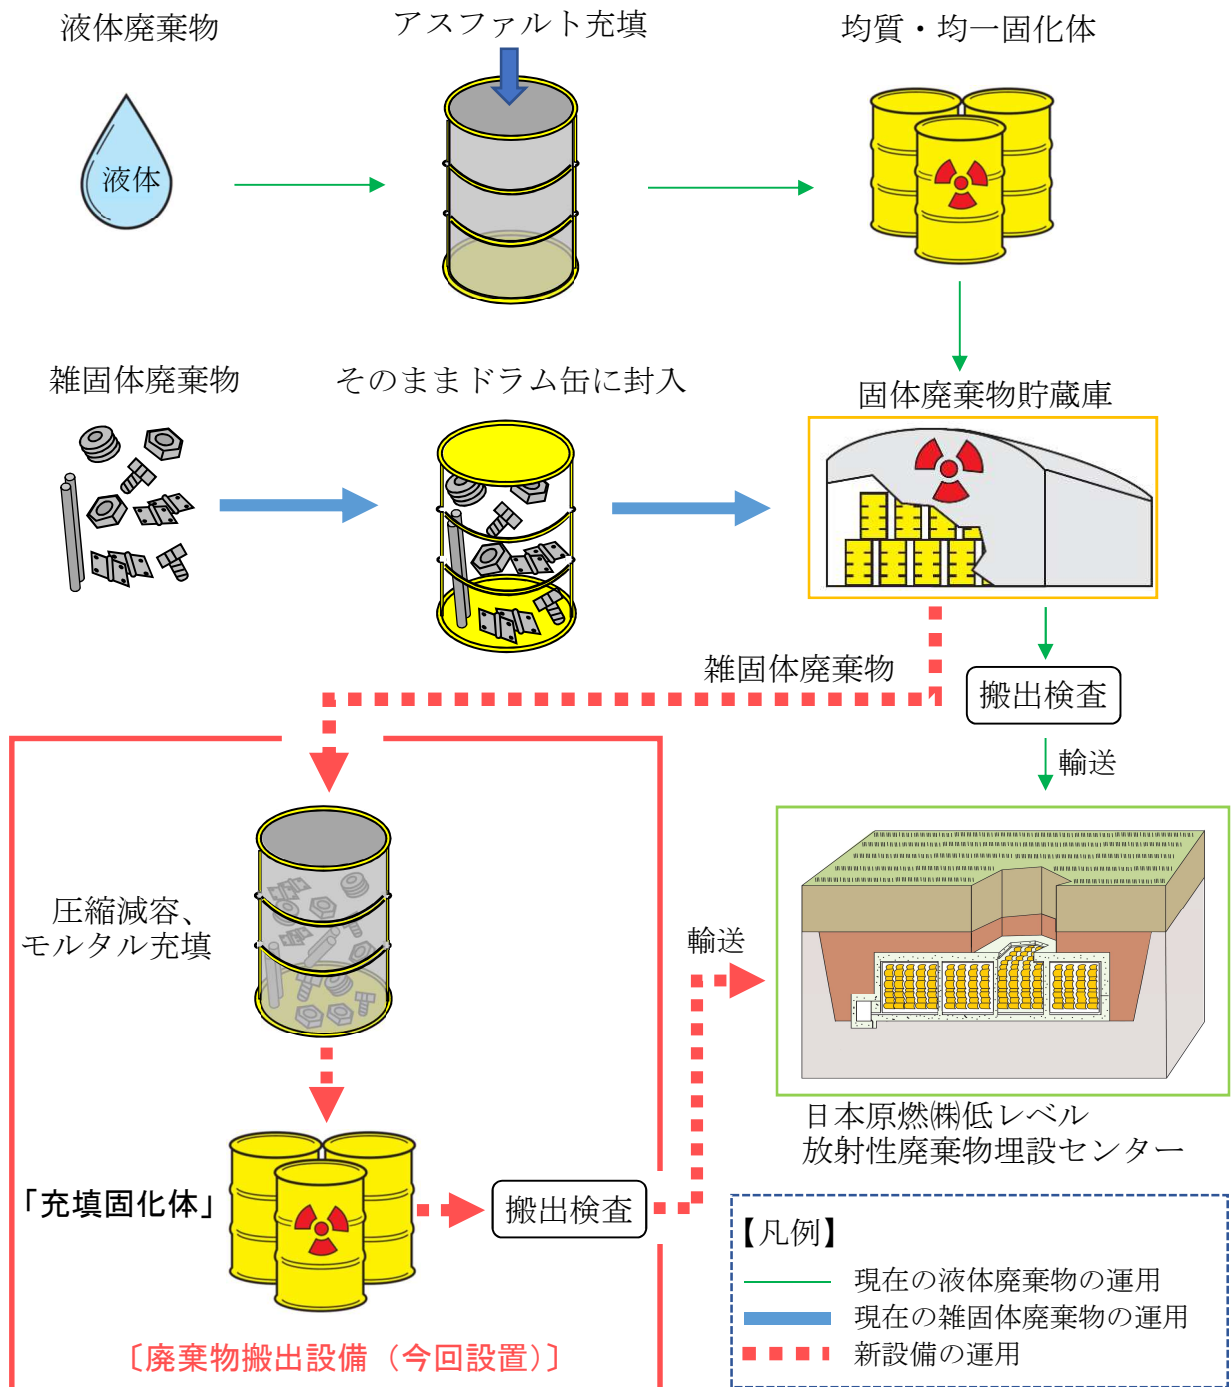 液体廃棄物
アスファルト充填
均質・均一固化体
液体
雑固体廃棄物
そのままドラム缶に封入
固体廃棄物貯蔵庫
雑固体廃棄物
搬出検査
輸送
圧縮減容、
モルタル充填
輸送
日本原燃㈱低レベル
放射性廃棄物埋設センター
「充填固化体」
搬出検査
〔廃棄物搬出設備（今回設置）〕
【凡例】
現在の液体廃棄物の運用
現在の雑固体廃棄物の運用
新設備の運用